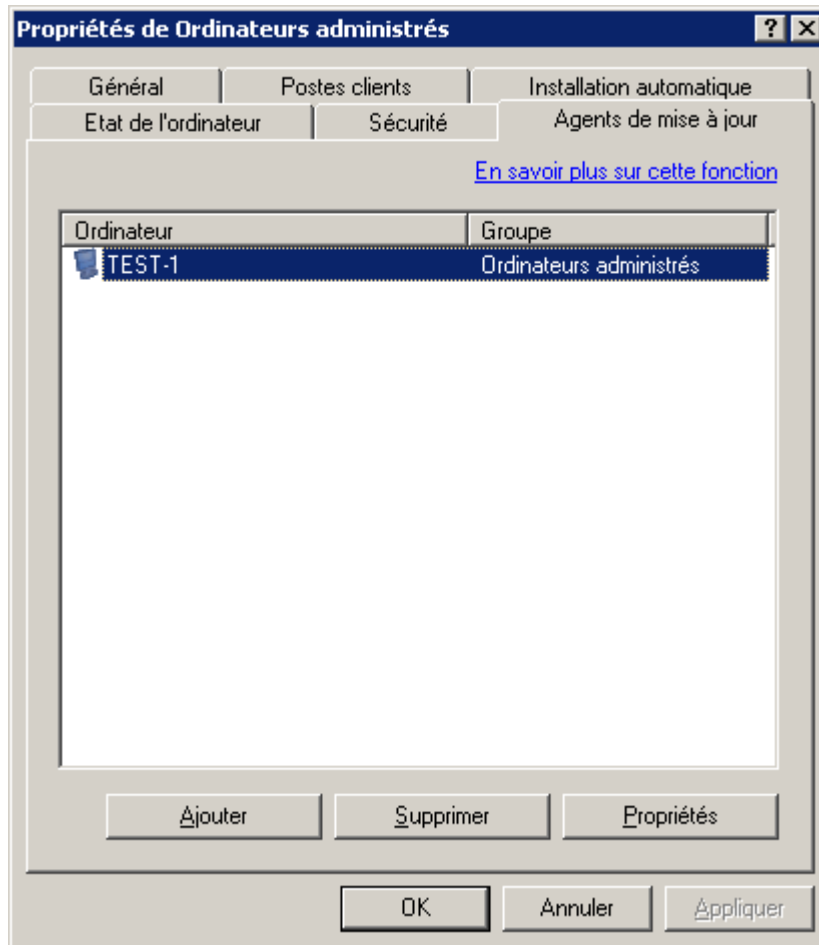 Propriétés de Ordinateurs administrés
Général Postes clients Installation automatique
Etat de l'ordinateur Sécurité Agents de mise à jour
En savoir plus sur cette fonction
Ordinateur Groupe
TEST-1 Ordinateurs administrés
Ajouter Supprimer Propriétés
OK Annuler Appliquer